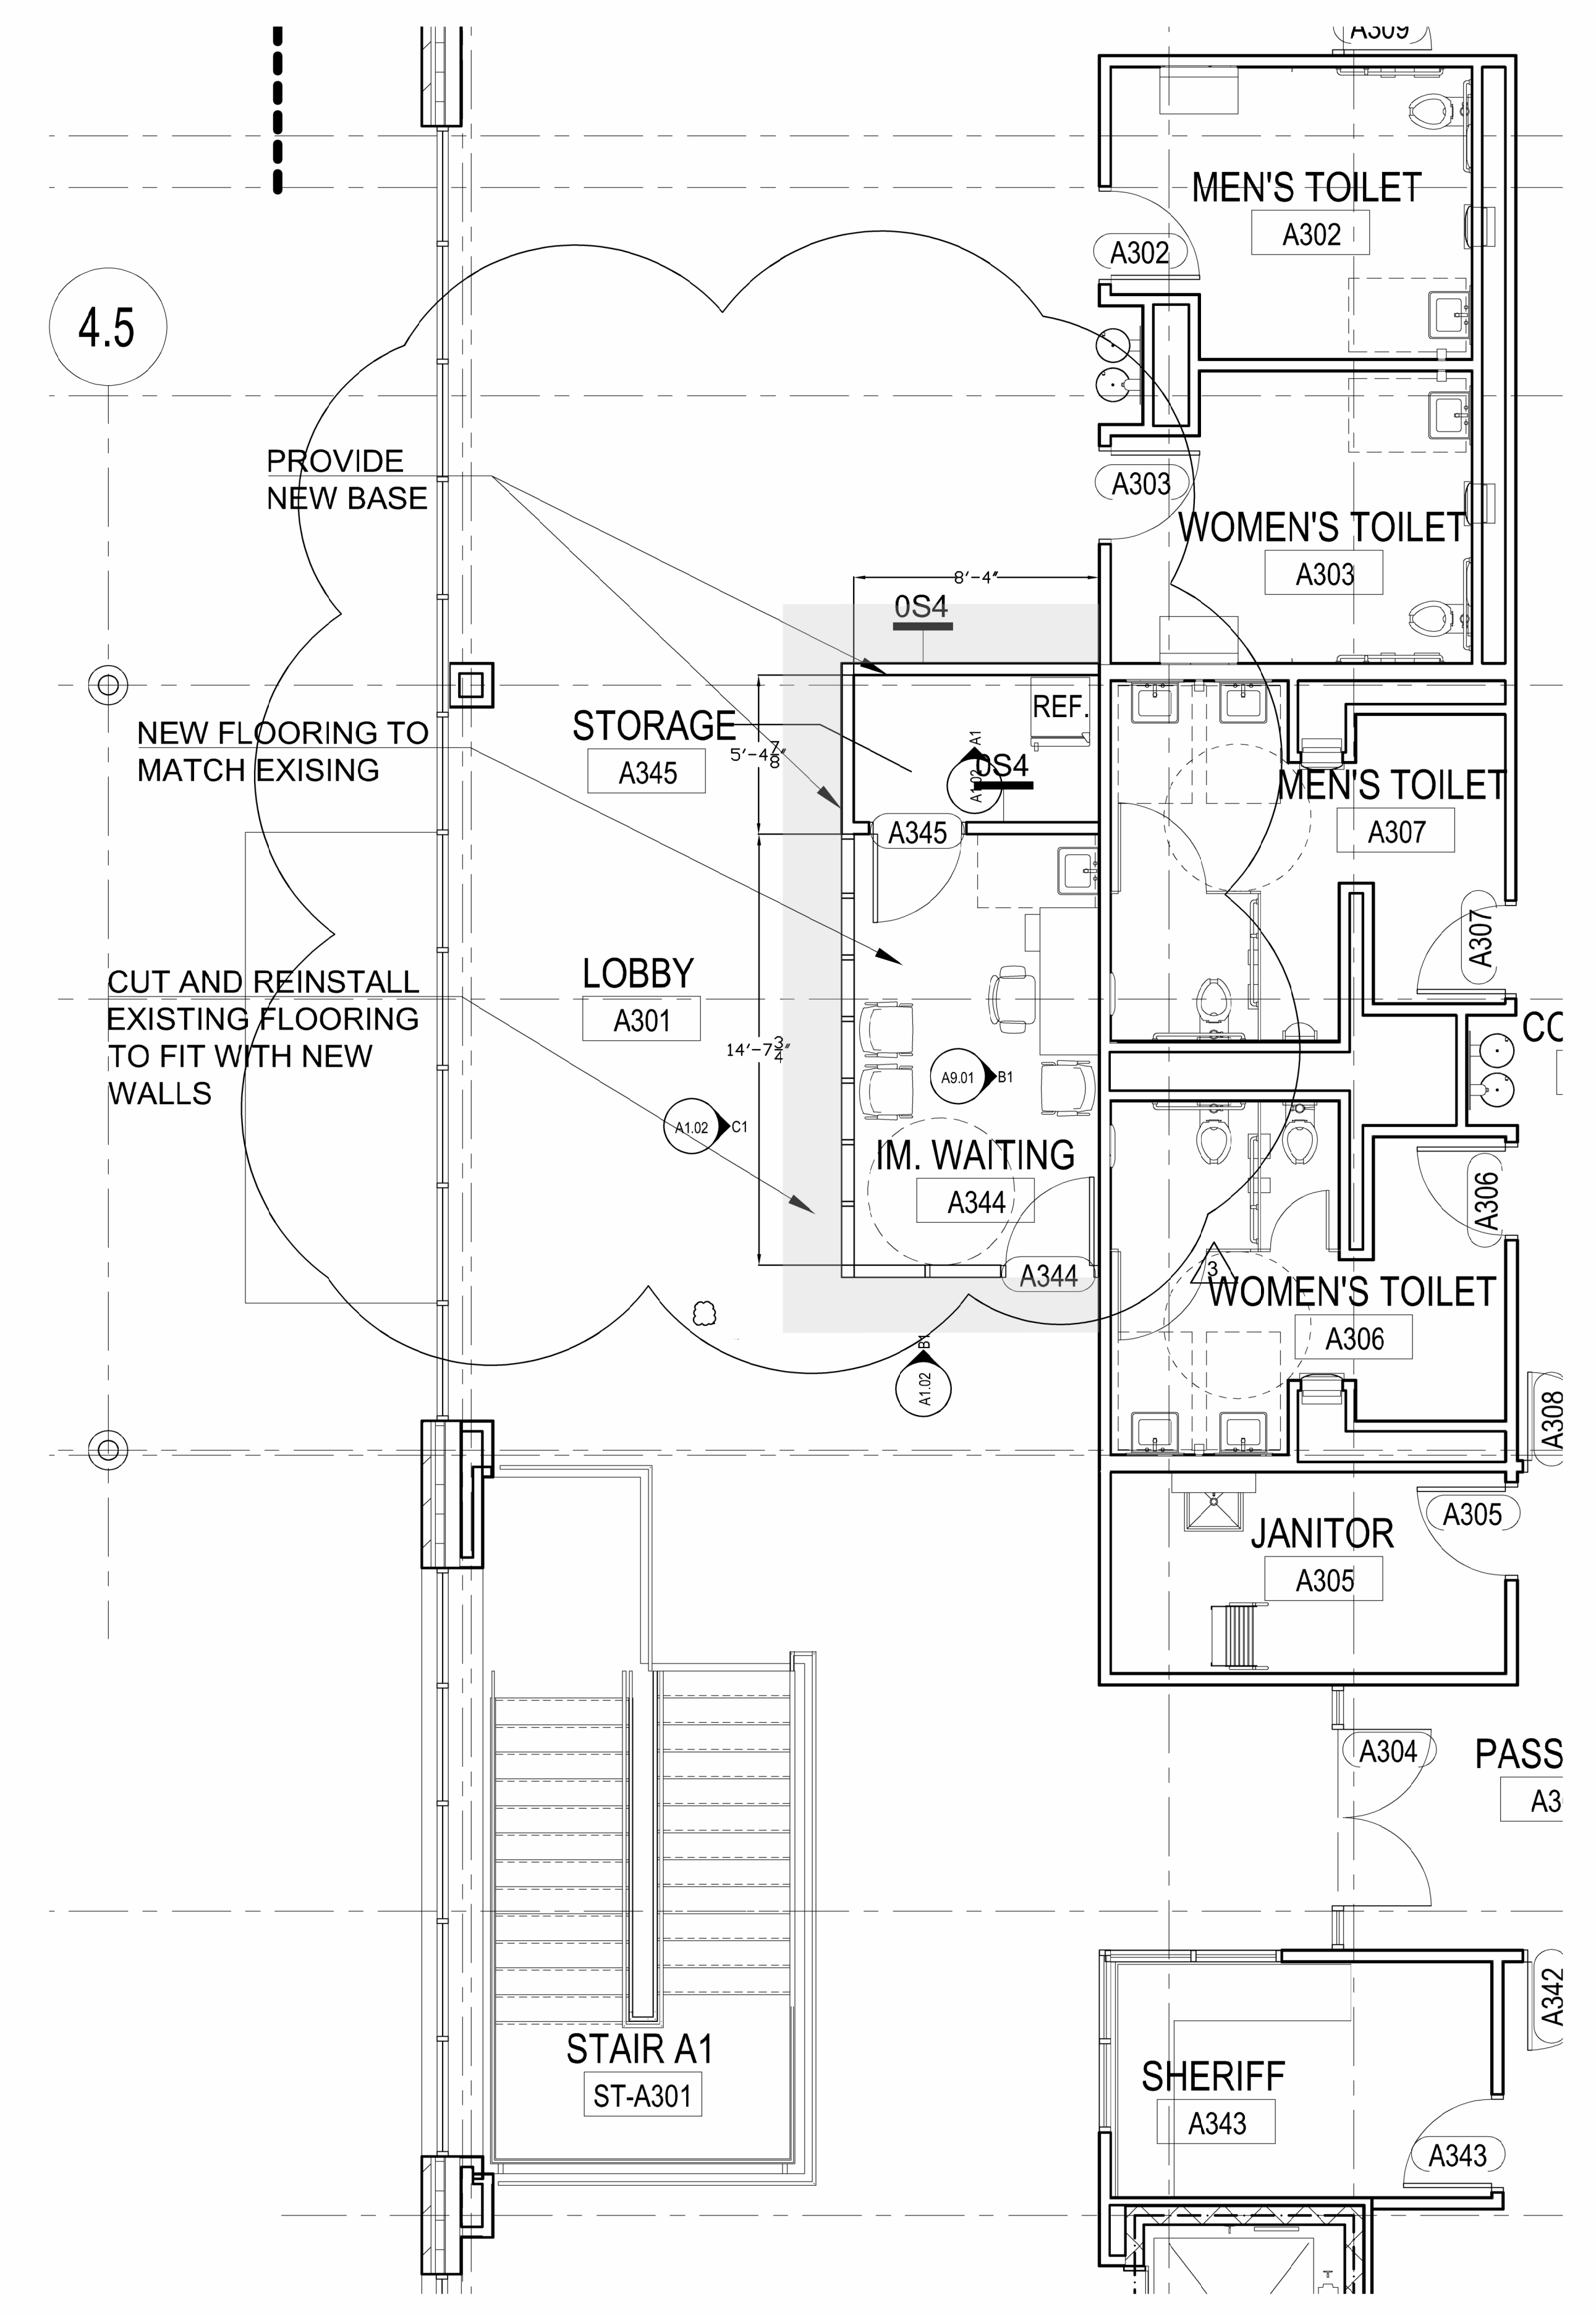 A309
MEN'S TOILET
A302
A302
4.5
PROVIDE
NEW BASE
A303
WOMEN'S TOILET
A303
8'-4"
0S4
NEW FLOORING TO
MATCH EXISING
STORAGE
A345
5'-4 7/8"
REF.
A1
A1.02
0S4
A345
MEN'S TOILET
A307
A307
CUT AND REINSTALL
EXISTING FLOORING
TO FIT WITH NEW
WALLS
LOBBY
A301
14'-7 3/4"
CO
A9.01
B1
A1.02
C1
IM. WAITING
A344
A344
A306
3
WOMEN'S TOILET
A306
B1
A1.02
A308
JANITOR
A305
A305
A304
PASS
A3
STAIR A1
ST-A301
SHERIFF
A343
A343
A342